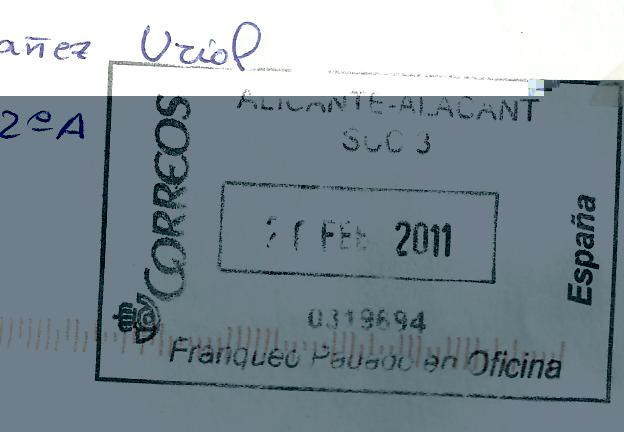 añez Uriol
2ºA
CORREOS
ALICANTE-ALACANT
SUC 3
FEB 2011
España
0319694
Franqueo Pagado en Oficina